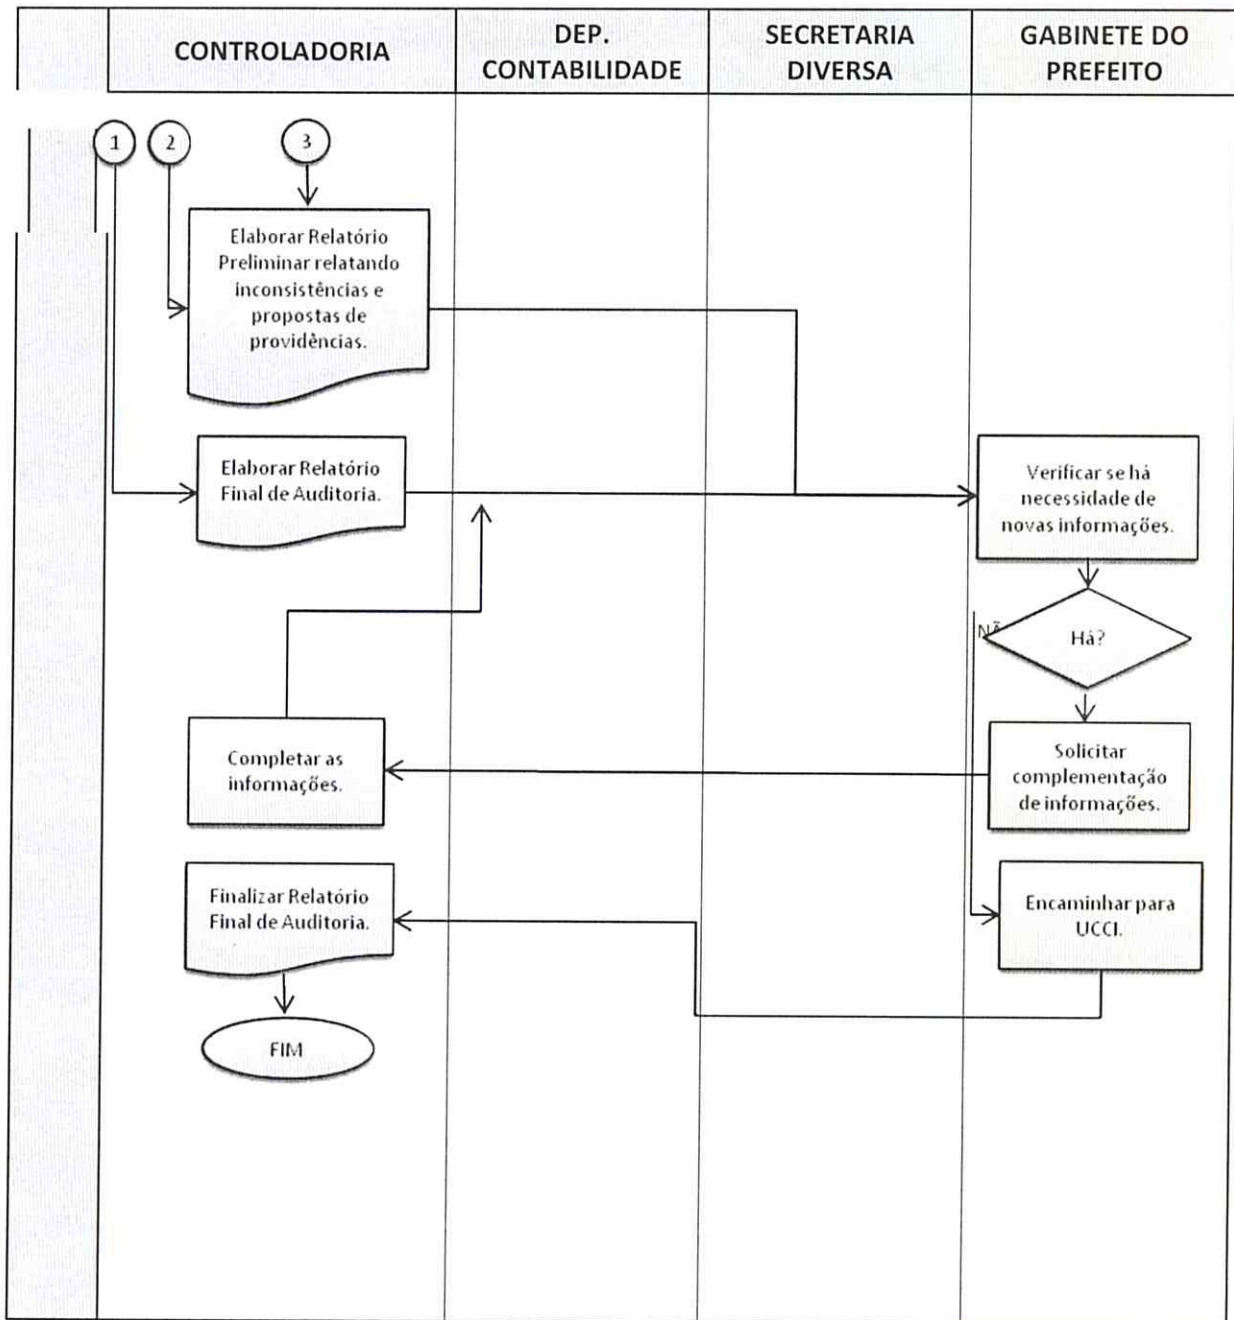 CONTROLADORIA
DEP.
CONTABILIDADE
SECRETARIA
DIVERSA
GABINETE DO
PREFEITO
1
2
3
Elaborar Relatório
Preliminar relatando
inconsistências e
propostas de
providências.
Elaborar Relatório
Final de Auditoria.
Verificar se há
necessidade de
novas informações.
Há?
Completar as
informações.
Solicitar
complementação
de informações.
Finalizar Relatório
Final de Auditoria.
Encaminhar para
UCCI.
FIM